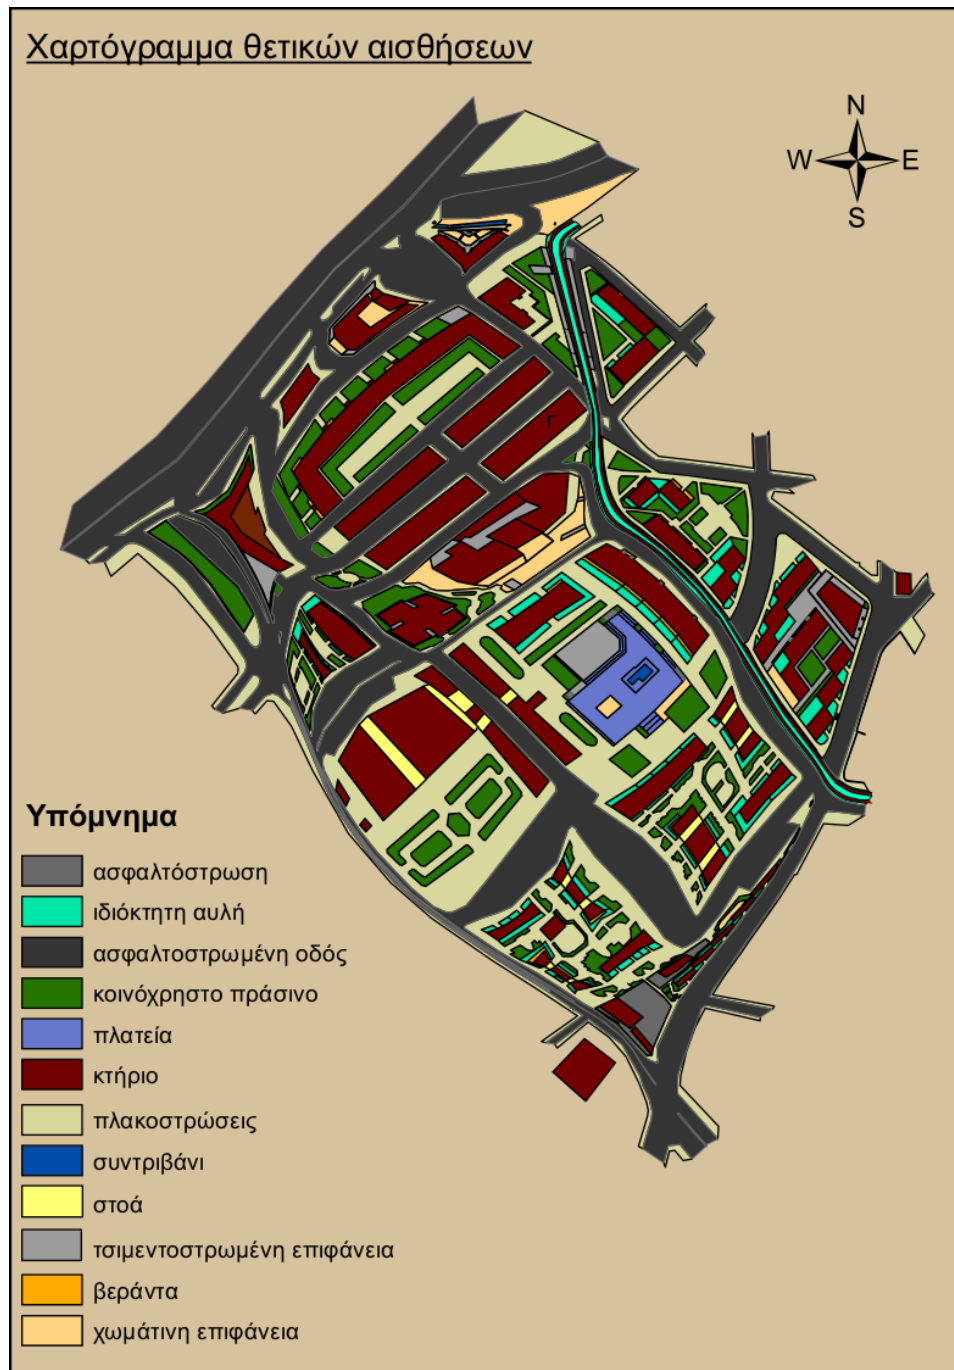 Χαρτόγραμμα θετικών αισθήσεων
N
W E
S
Γ
Υπόμνημα
ασφαλτόστρωση
ιδιόκτητη αυλή
ασφαλτοστρωμένη οδός
κοινόχρηστο πράσινο
πλατεία
κτήριο
πλακοστρώσεις
συντριβάνι
στοά
τσιμεντοστρωμένη επιφάνεια
βεράντα
χωμάτινη επιφάνεια